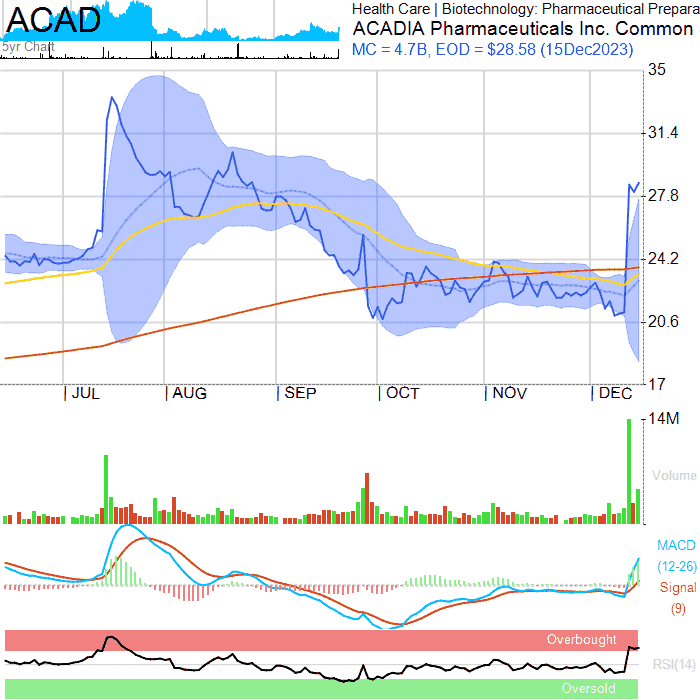 ACAD
5yr Chart
Health Care | Biotechnology: Pharmaceutical Prepara
ACADIA Pharmaceuticals Inc. Common
MC = 4.7B, EOD = $28.58 (15Dec2023)
35
31.4
27.8
24.2
20.6
17
| JUL | AUG | SEP | OCT | NOV | DEC
14M
Volume
MACD
(12-26)
Signal
(9)
Overbought
RSI(14)
Oversold